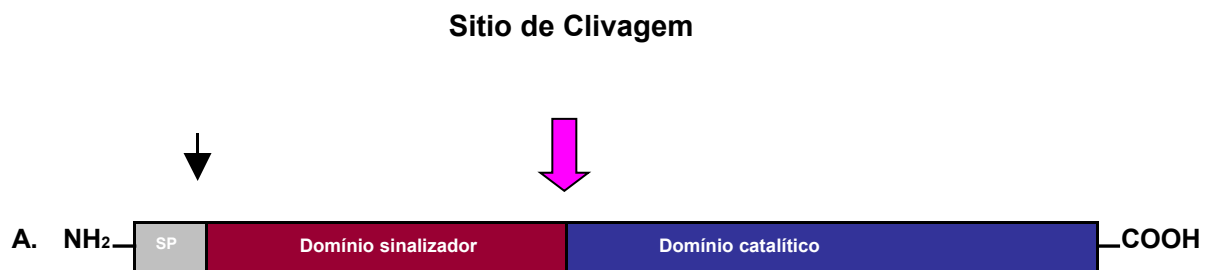 Sitio de Clivagem
A. NH2 SP Domínio sinalizador Domínio catalítico COOH